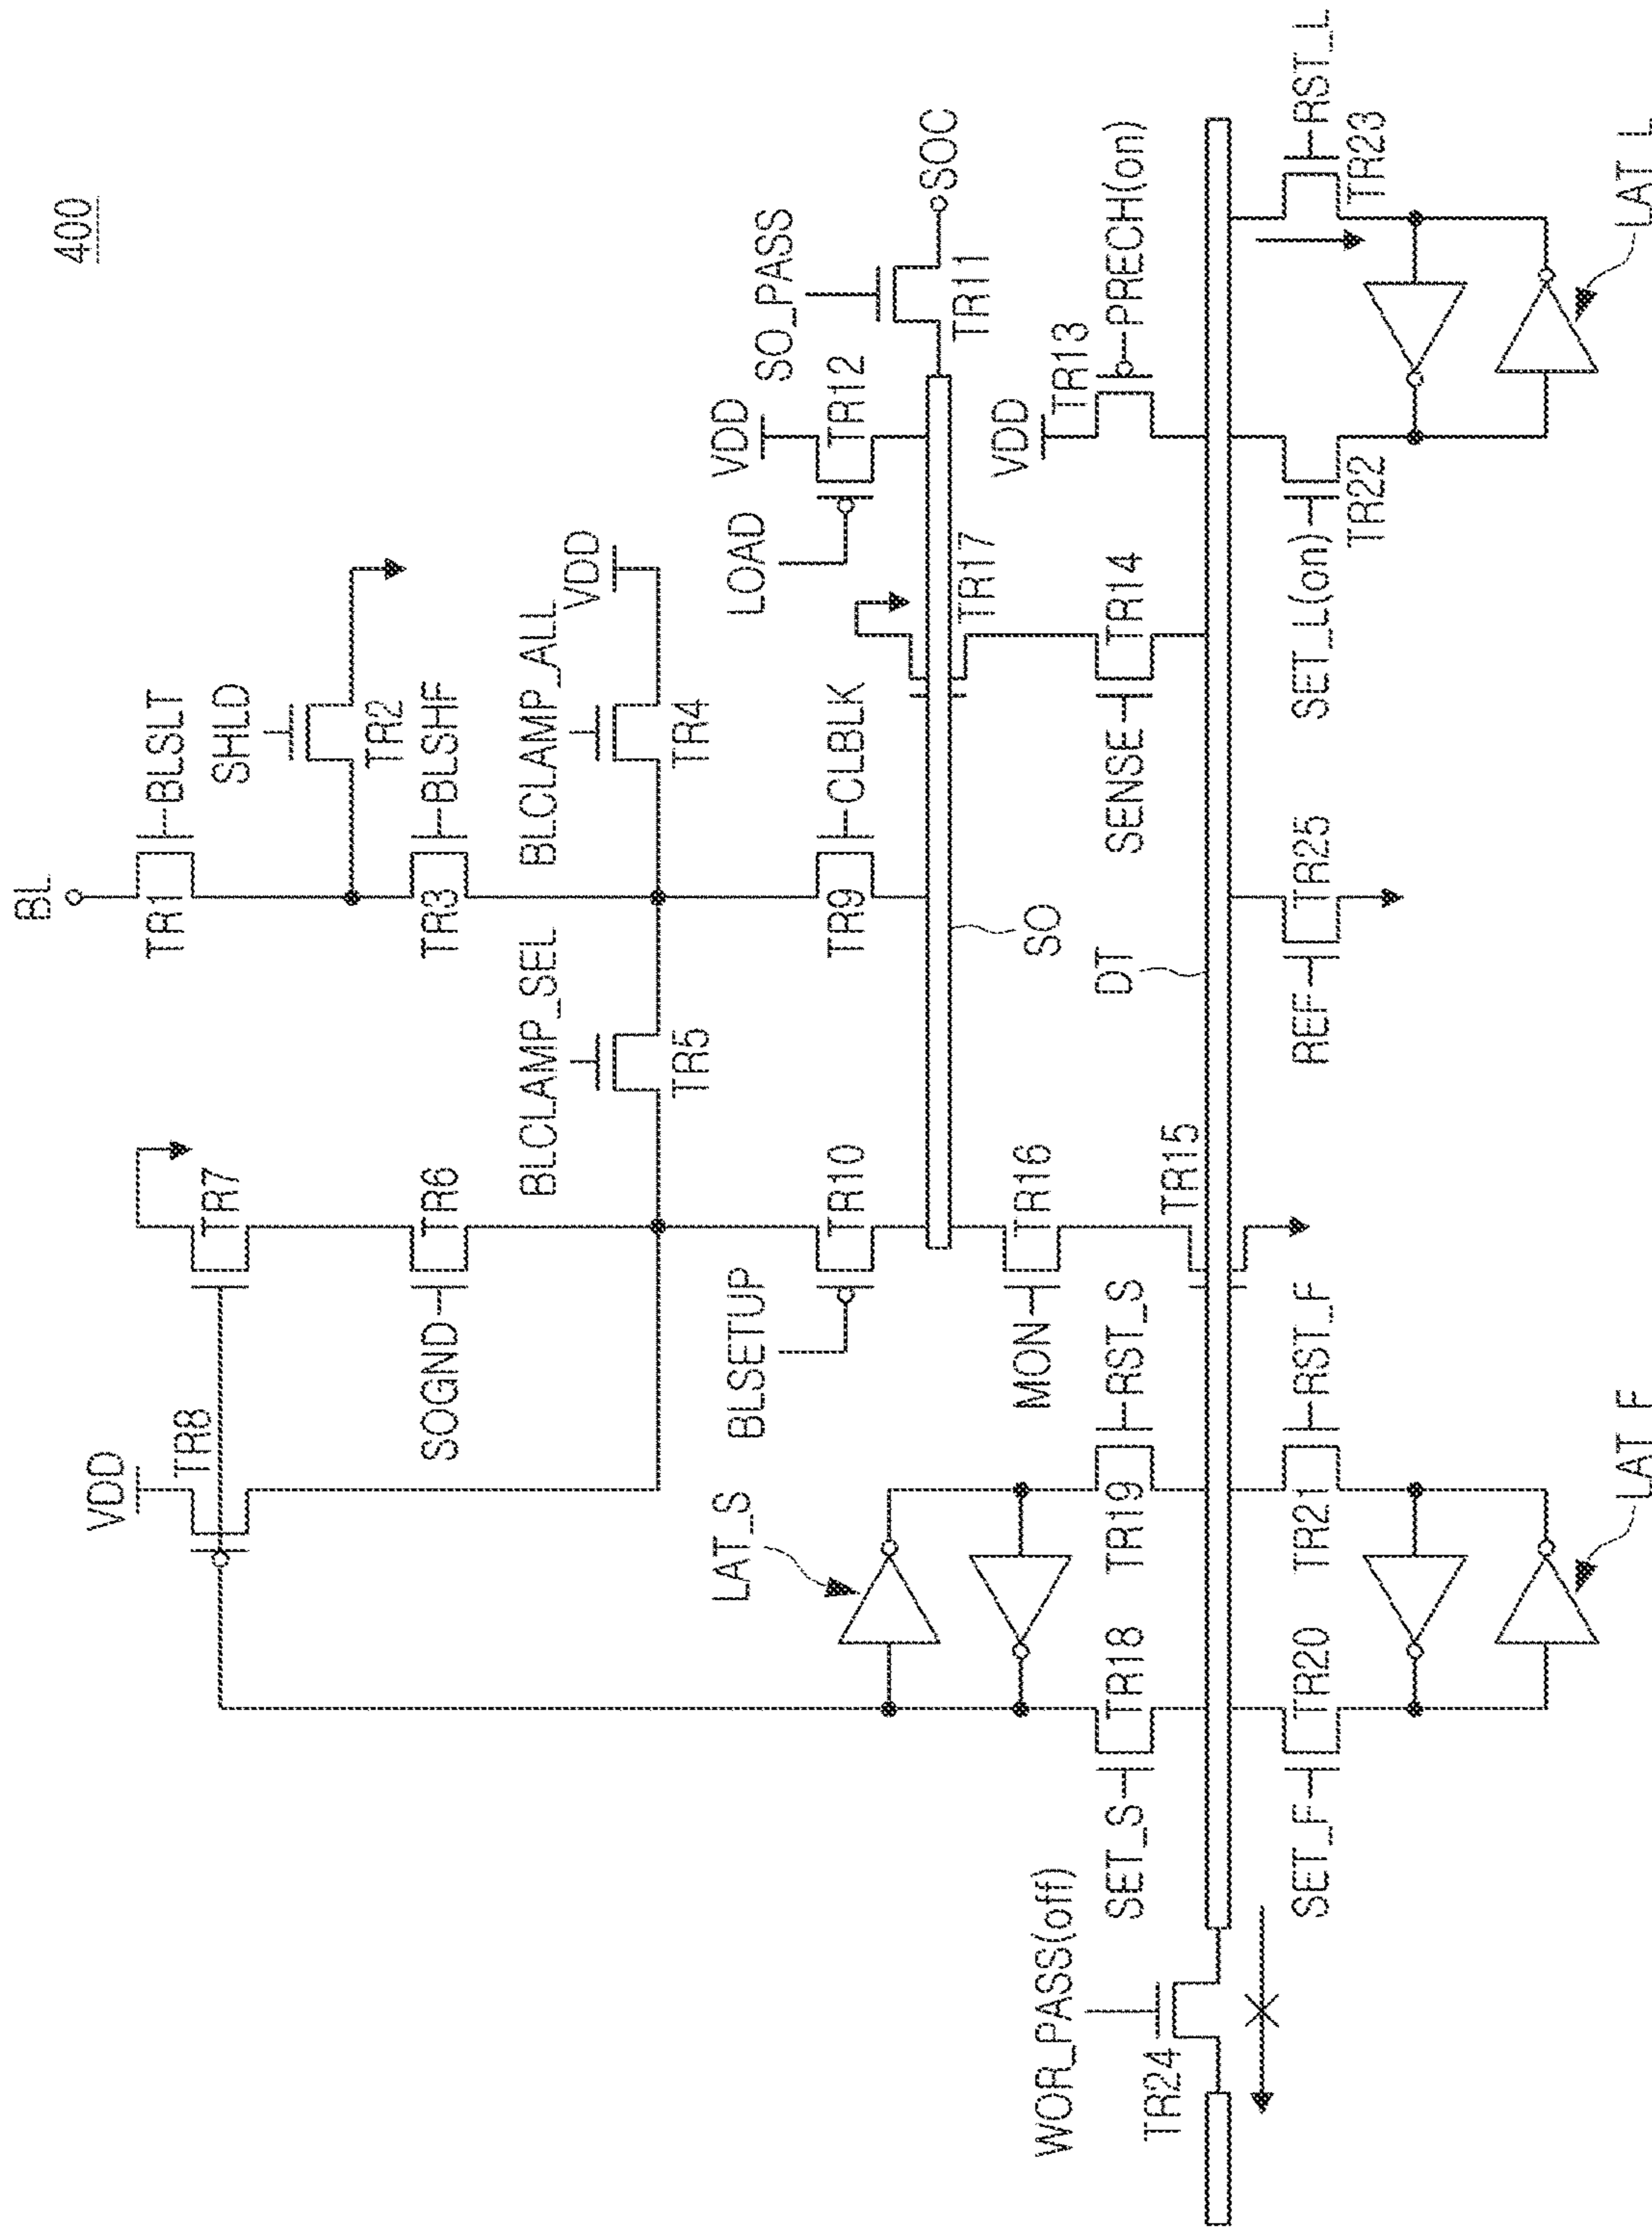 400
BL
BLSLT
TR1
SHLD
TR2
BLSHF
TR3
BLCLAMP_ALL
VDD
TR4
BLCLAMP_SEL
TR5
TR7
TR6
SOGND
VDD
TR8
BLSETUP
TR10
TR9
CLBLK
LOAD
VDD
TR12
SO_PASS
SOC
TR11
SO
TR17
VDD
TR13
PRECH(on)
SENSE
TR14
DT
MON
TR16
TR15
LAT_S
RST_S
TR19
TR18
SET_S
WOR_PASS(off)
TR24
SET_F
TR20
TR21
RST_F
LAT_F
REF
TR25
SET_L(on)
TR22
RST_L
TR23
LAT_L